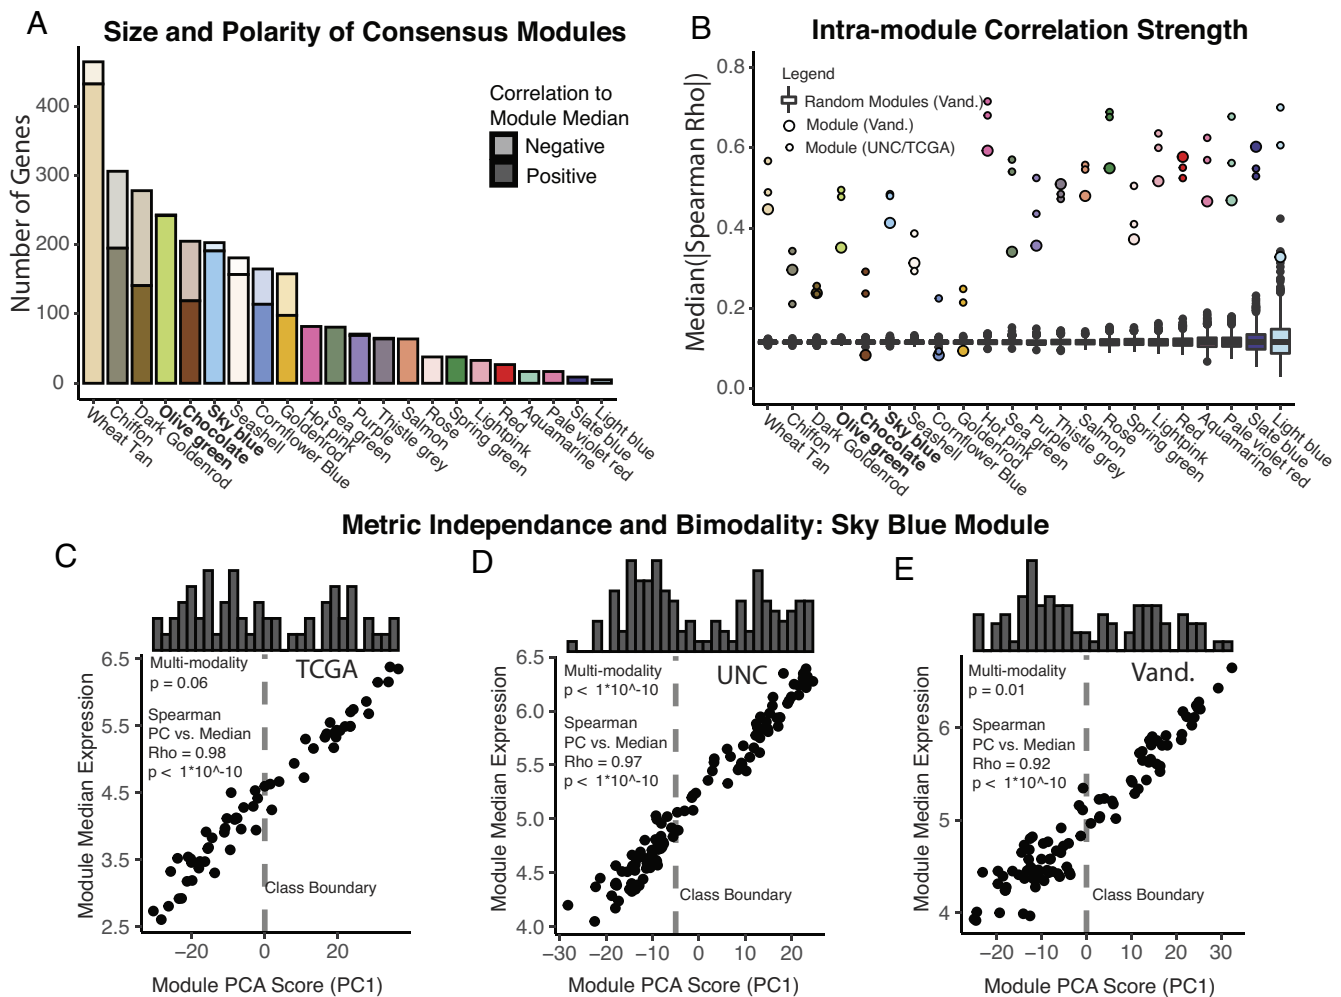 A
Size and Polarity of Consensus Modules
Number of Genes
400
300
200
100
0
Correlation to
Module Median
Negative
Positive
Wheat Tan
Chiffon
Dark Goldenrod
Olive green
Chocolate
Sky blue
Seashell
Cornflower Blue
Goldenrod
Hot pink
Sea green
Purple
Thistle grey
Salmon
Rose
Spring green
Lightpink
Red
Aquamarine
Pale violet red
Slate blue
Light blue
B
Intra-module Correlation Strength
Median(|Spearman Rho|)
0.8
0.6
0.4
0.2
0.0
Legend
Random Modules (Vand.)
Module (Vand.)
Module (UNC/TCGA)
Wheat Tan
Chiffon
Dark Goldenrod
Olive green
Chocolate
Sky blue
Seashell
Cornflower Blue
Goldenrod
Hot pink
Sea green
Purple
Thistle grey
Salmon
Rose
Spring green
Lightpink
Red
Aquamarine
Pale violet red
Slate blue
Light blue
Metric Independance and Bimodality: Sky Blue Module
C
Module Median Expression
6.5
5.5
4.5
3.5
2.5
Multi-modality
p = 0.06
TCGA
Spearman
PC vs. Median
Rho = 0.98
p < 1*10^-10
Class Boundary
−20
0
20
Module PCA Score (PC1)
D
Module Median Expression
6.5
6.0
5.5
5.0
4.5
4.0
Multi-modality
p < 1*10^-10
UNC
Spearman
PC vs. Median
Rho = 0.97
p < 1*10^-10
Class Boundary
−30
−20
−10
0
10
20
Module PCA Score (PC1)
E
Module Median Expression
6
5
4
Multi-modality
p = 0.01
Vand.
Spearman
PC vs. Median
Rho = 0.92
p < 1*10^-10
Class Boundary
−20
−10
0
10
20
30
Module PCA Score (PC1)